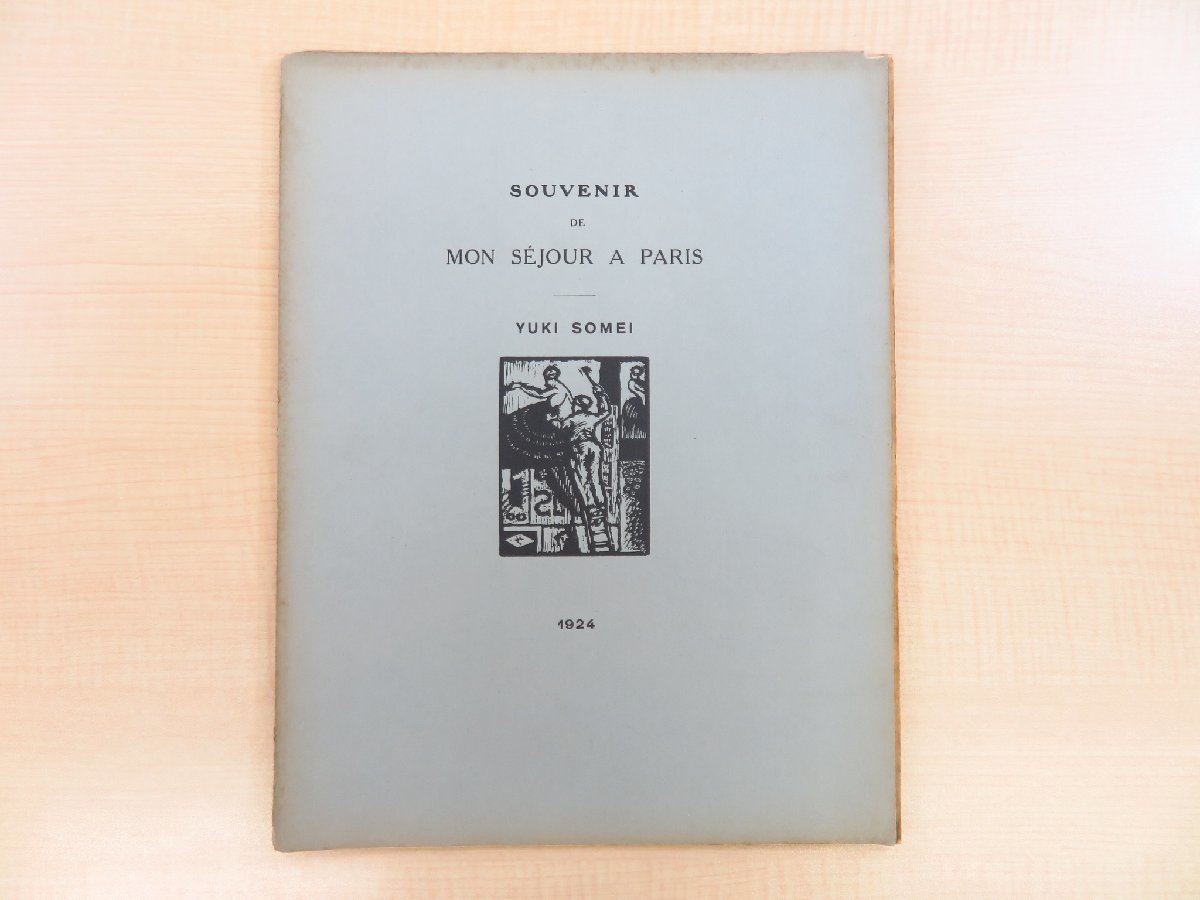 SOUVENIR
DE
MON SÉJOUR A PARIS
YUKI SOMEI
1924